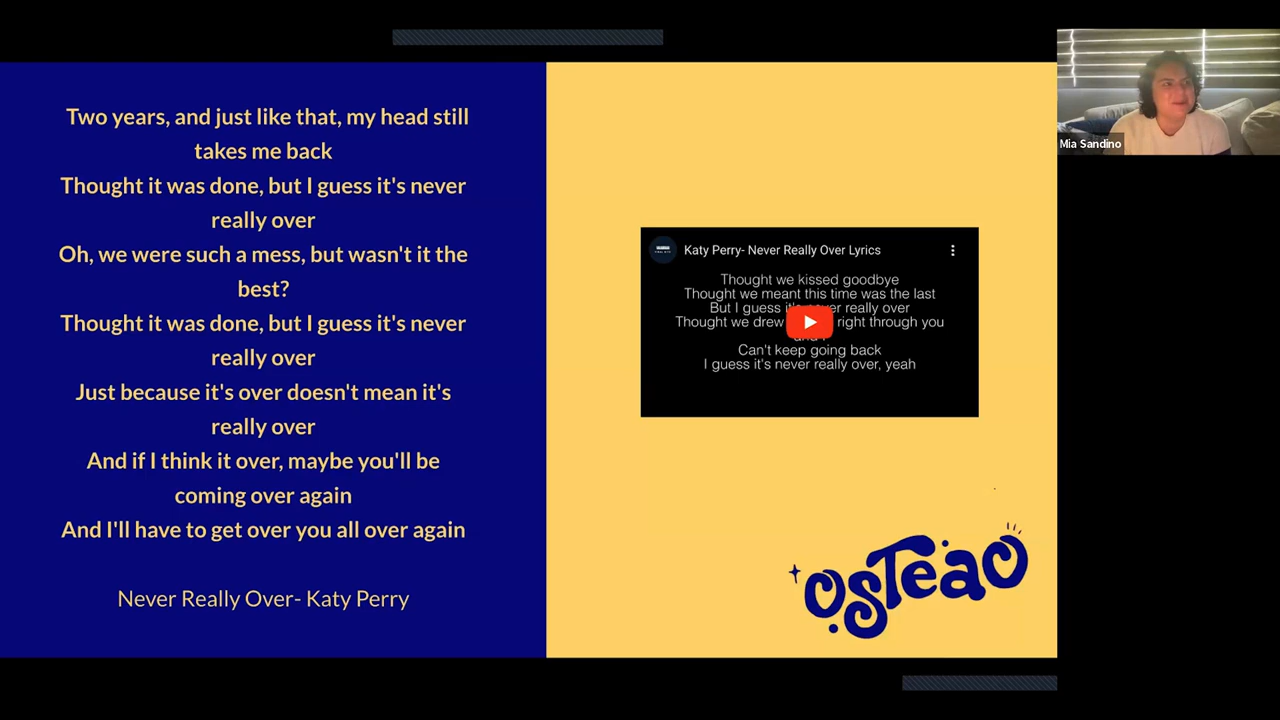 Two years, and just like that, my head still
takes me back
Thought it was done, but I guess it's never
really over
Oh, we were such a mess, but wasn't it the
best?
Thought it was done, but I guess it's never
really over
Just because it's over doesn't mean it's
really over
And if I think it over, maybe you'll be
coming over again
And I'll have to get over you all over again
Never Really Over- Katy Perry
Katy Perry- Never Really Over Lyrics
Thought we kissed goodbye
Thought we meant this time was the last
But I guess it's never really over
Thought we drew right through you
Can't keep going back
I guess it's never really over, yeah
OSTEAO
Mia Sandino